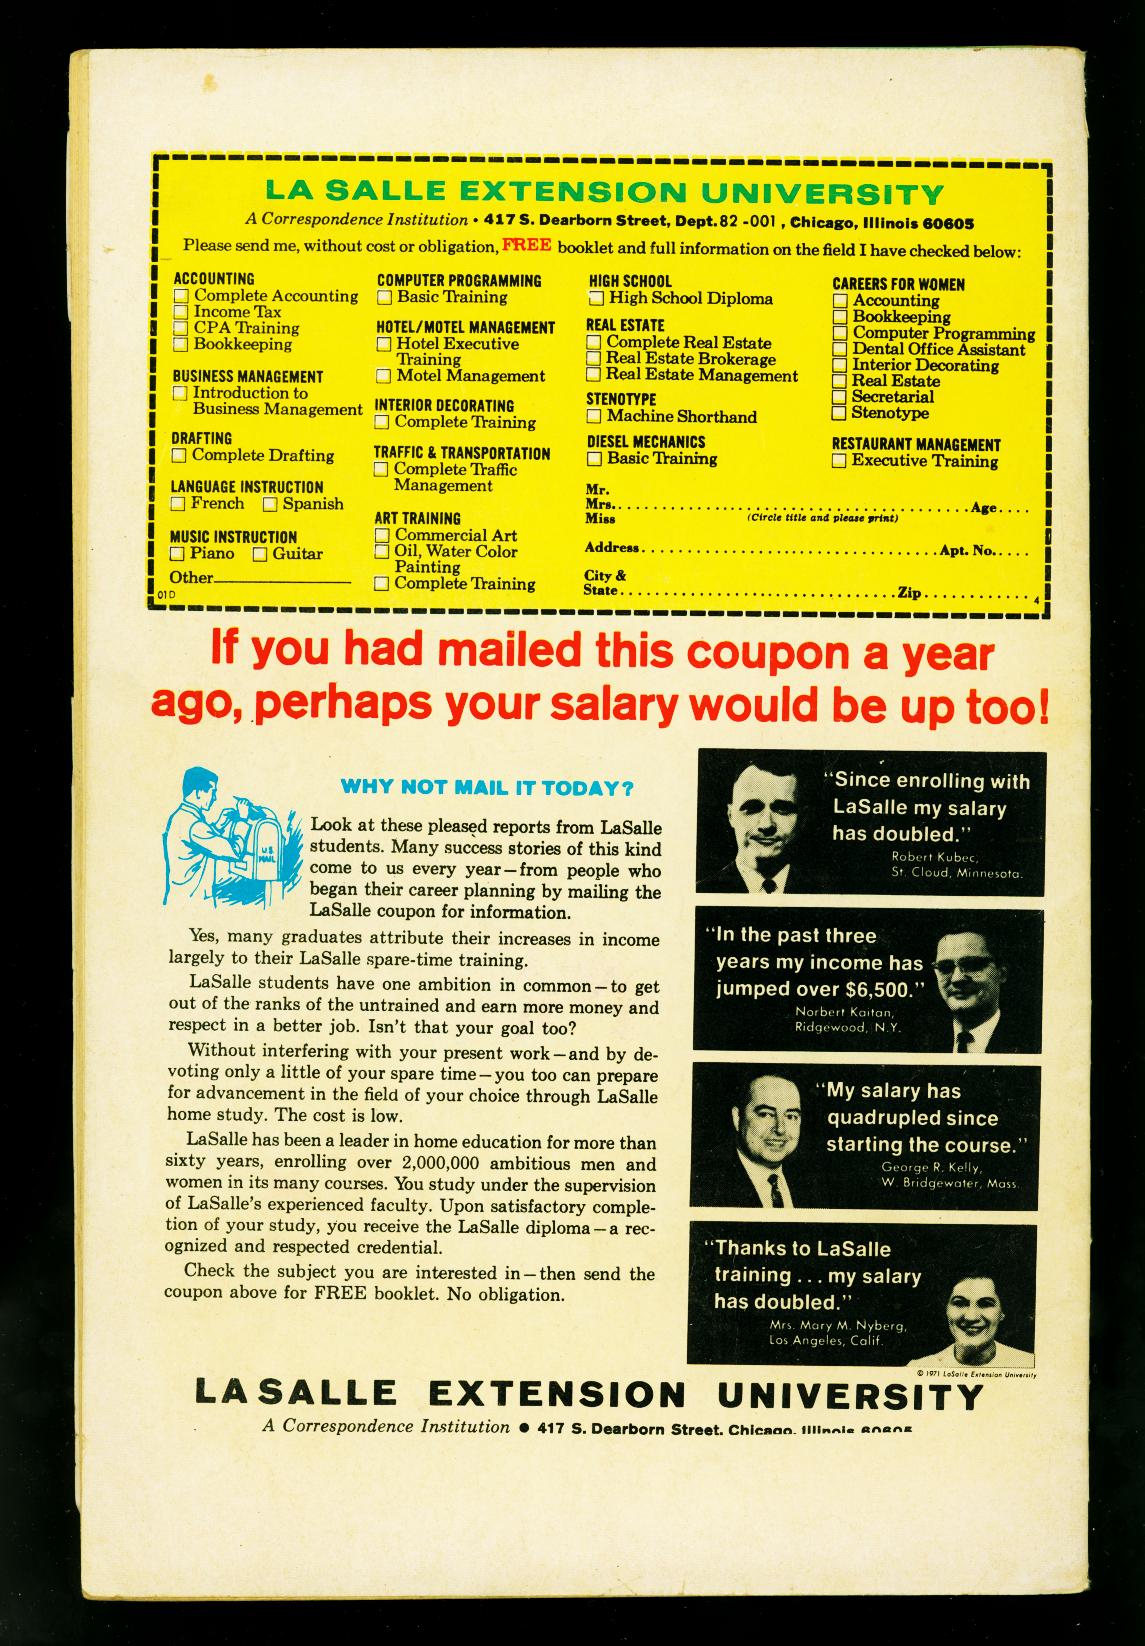 LA SALLE EXTENSION UNIVERSITY
A Correspondence Institution • 417 S. Dearborn Street, Dept. 82 -001 , Chicago, Illinois 60605
Please send me, without cost or obligation, FREE booklet and full information on the field I have checked below:
ACCOUNTING
Complete Accounting
Income Tax
CPA Training
Bookkeeping
BUSINESS MANAGEMENT
Introduction to
Business Management
DRAFTING
Complete Drafting
LANGUAGE INSTRUCTION
French Spanish
MUSIC INSTRUCTION
Piano Guitar
Other
01D
COMPUTER PROGRAMMING
Basic Training
HOTEL/MOTEL MANAGEMENT
Hotel Executive
Training
Motel Management
INTERIOR DECORATING
Complete Training
TRAFFIC & TRANSPORTATION
Complete Traffic
Management
ART TRAINING
Commercial Art
Oil, Water Color
Painting
Complete Training
HIGH SCHOOL
High School Diploma
REAL ESTATE
Complete Real Estate
Real Estate Brokerage
Real Estate Management
STENOTYPE
Machine Shorthand
DIESEL MECHANICS
Basic Training
CAREERS FOR WOMEN
Accounting
Bookkeeping
Computer Programming
Dental Office Assistant
Interior Decorating
Real Estate
Secretarial
Stenotype
RESTAURANT MANAGEMENT
Executive Training
Mr.
Mrs. Age
Miss (Circle title and please print)
Address Apt. No.
City &
State Zip
4
If you had mailed this coupon a year
ago, perhaps your salary would be up too!
U.S.
MAIL
WHY NOT MAIL IT TODAY?
Look at these pleased reports from LaSalle
students. Many success stories of this kind
come to us every year—from people who
began their career planning by mailing the
LaSalle coupon for information.
Yes, many graduates attribute their increases in income
largely to their LaSalle spare-time training.
LaSalle students have one ambition in common—to get
out of the ranks of the untrained and earn more money and
respect in a better job. Isn't that your goal too?
Without interfering with your present work—and by de-
voting only a little of your spare time—you too can prepare
for advancement in the field of your choice through LaSalle
home study. The cost is low.
LaSalle has been a leader in home education for more than
sixty years, enrolling over 2,000,000 ambitious men and
women in its many courses. You study under the supervision
of LaSalle's experienced faculty. Upon satisfactory comple-
tion of your study, you receive the LaSalle diploma—a rec-
ognized and respected credential.
Check the subject you are interested in—then send the
coupon above for FREE booklet. No obligation.
"Since enrolling with
LaSalle my salary
has doubled."
Robert Kubec,
St. Cloud, Minnesota.
"In the past three
years my income has
jumped over $6,500."
Norbert Kaitan,
Ridgewood, N.Y.
"My salary has
quadrupled since
starting the course."
George R. Kelly,
W. Bridgewater, Mass.
"Thanks to LaSalle
training . . . my salary
has doubled."
Mrs. Mary M. Nyberg,
Los Angeles, Calif.
© 1971 LaSalle Extension University
LA SALLE EXTENSION UNIVERSITY
A Correspondence Institution • 417 S. Dearborn Street, Chicago, Illinois 60605